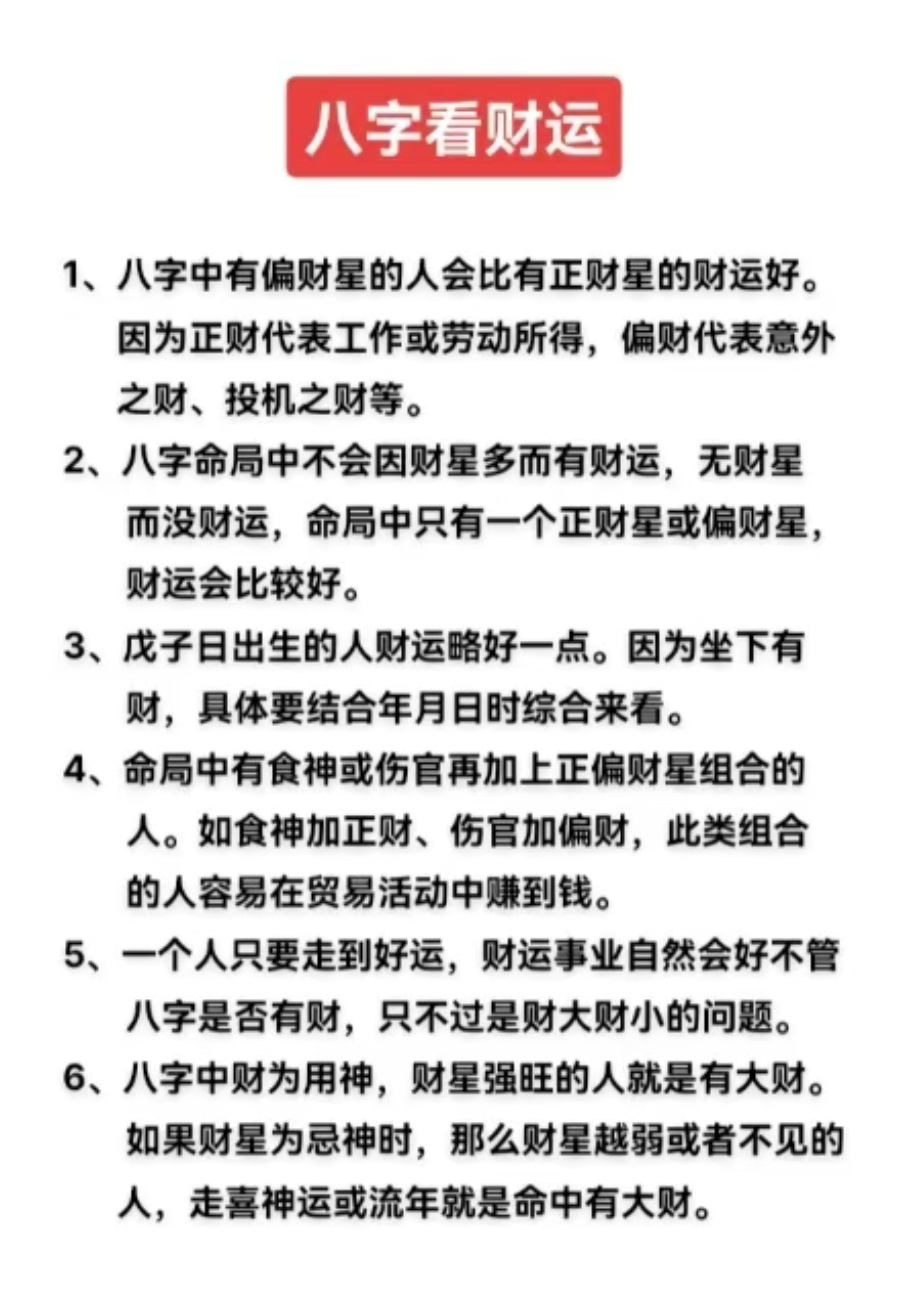 八字看财运
1、八字中有偏财星的人会比有正财星的财运好。
因为正财代表工作或劳动所得，偏财代表意外
之财、投机之财等。
2、八字命局中不会因财星多而有财运，无财星
而没财运，命局中只有一个正财星或偏财星，
财运会比较好。
3、戊子日出生的人财运略好一点。因为坐下有
财，具体要结合年月日时综合来看。
4、命局中有食神或伤官再加上正偏财星组合的
人。如食神加正财、伤官加偏财，此类组合
的人容易在贸易活动中赚到钱。
5、一个人只要走到好运，财运事业自然会好不管
八字是否有财，只不过是财大财小的问题。
6、八字中财为用神，财星强旺的人就是有大财。
如果财星为忌神时，那么财星越弱或者不见的
人，走喜神运或流年就是命中有大财。